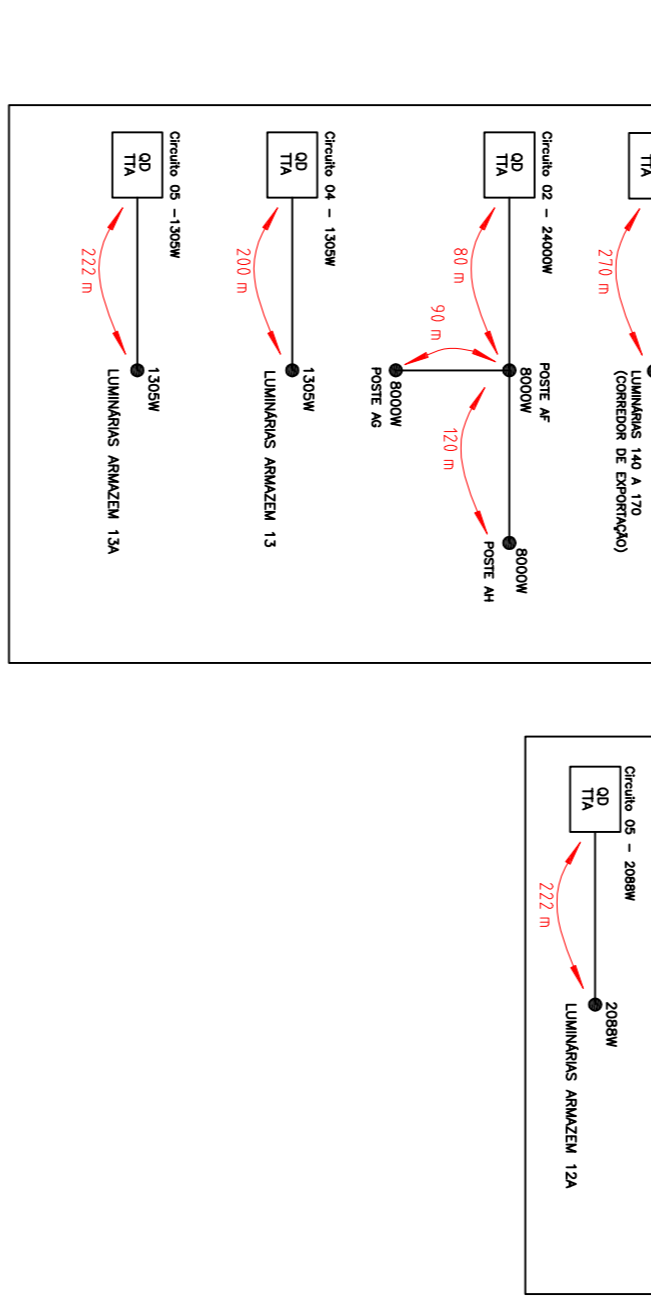 TTA
270 m
LUMINÁRIAS 140 A 170
(CORREDOR DE EXPORTAÇÃO)
Circuito 02 - 24000W
QD
TTA
80 m
POSTE AF
8000W
90 m
8000W
POSTE AG
120 m
8000W
POSTE AH
Circuito 04 - 1305W
QD
TTA
200 m
1305W
LUMINÁRIAS ARMAZEM 13
Circuito 05 -1305W
QD
TTA
222 m
1305W
LUMINÁRIAS ARMAZEM 13A
Circuito 05 - 2088W
QD
TTA
222 m
2088W
LUMINÁRIAS ARMAZEM 12A